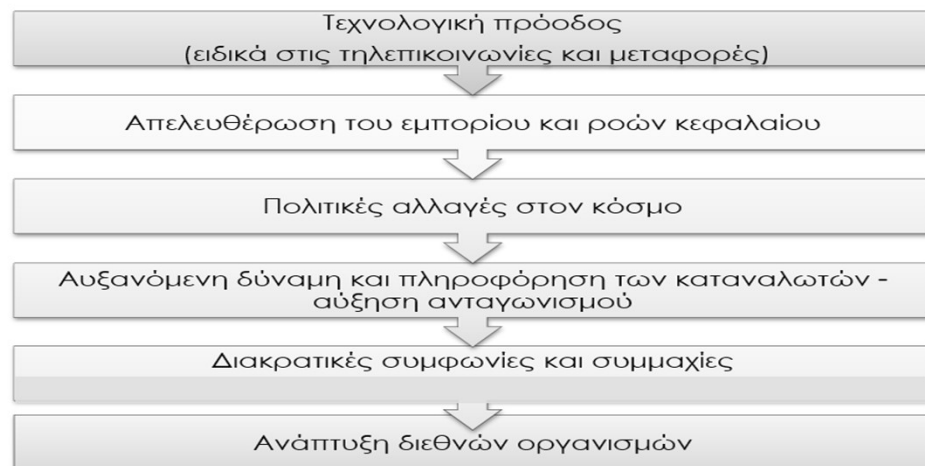 Τεχνολογική πρόοδος
(ειδικά στις τηλεπικοινωνίες και μεταφορές)
Απελευθέρωση του εμπορίου και ροών κεφαλαίου
Πολιτικές αλλαγές στον κόσμο
Αυξανόμενη δύναμη και πληροφόρηση των καταναλωτών -
αύξηση ανταγωνισμού
Διακρατικές συμφωνίες και συμμαχίες
Ανάπτυξη διεθνών οργανισμών